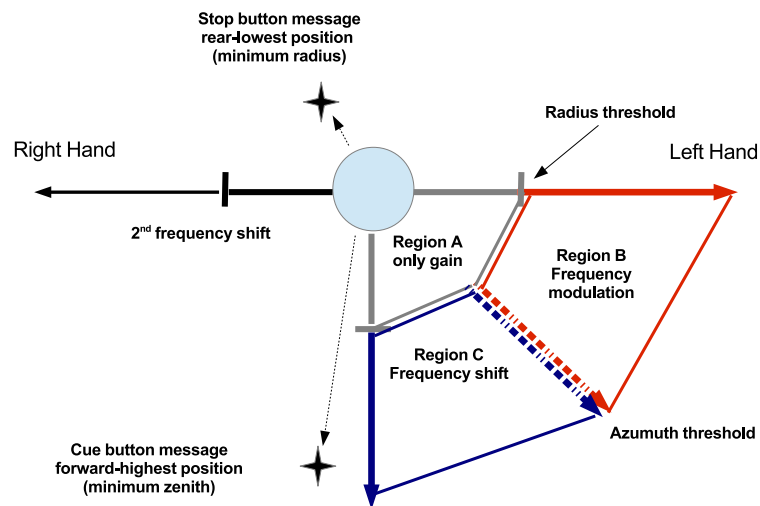 Stop button message
rear-lowest position
(minimum radius)
Radius threshold
Right Hand
Left Hand
2nd frequency shift
Region A
only gain
Region B
Frequency
modulation
Region C
Frequency shift
Cue button message
forward-highest position
(minimum zenith)
Azumuth threshold